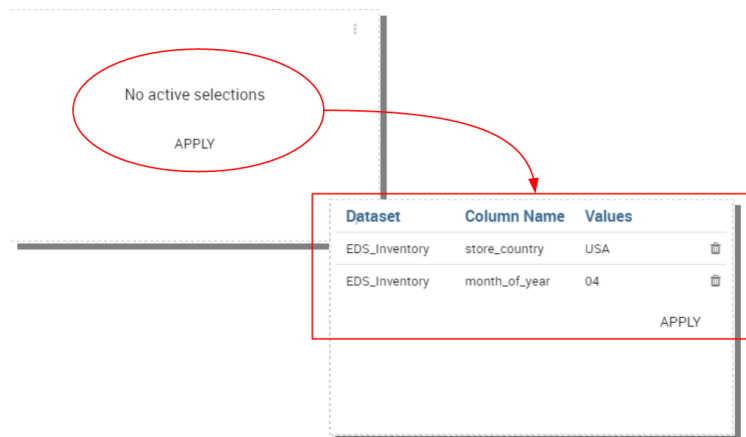 No active selections
APPLY
Dataset Column Name Values
EDS_Inventory store_country USA
EDS_Inventory month_of_year 04
APPLY